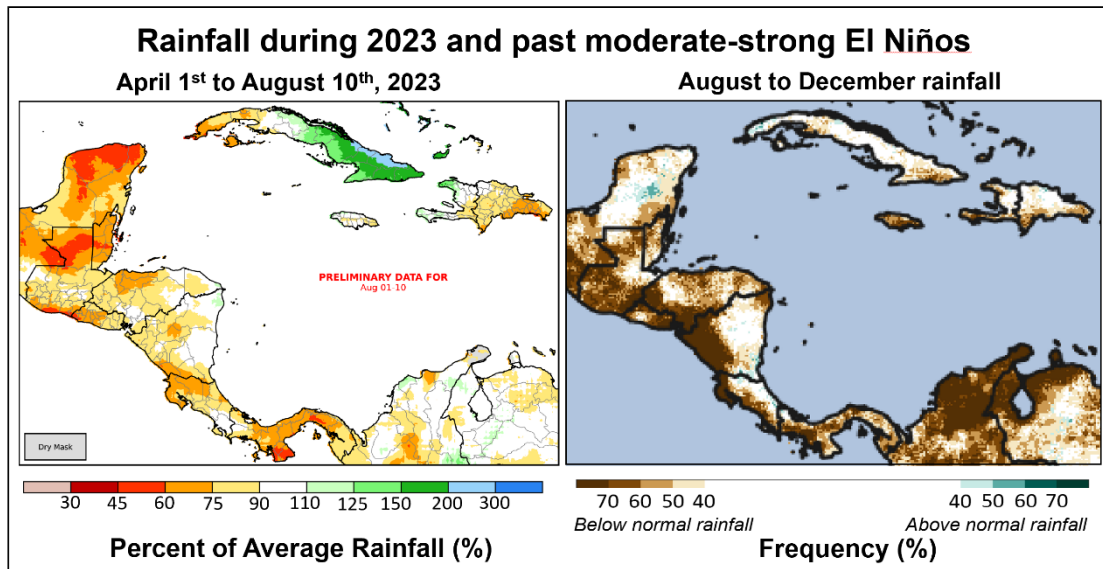 Rainfall during 2023 and past moderate-strong El Niños
April 1st to August 10th, 2023
August to December rainfall
PRELIMINARY DATA FOR
Aug 01-10
Dry Mask
30 45 60 75 90 110 125 150 200 300
Percent of Average Rainfall (%)
70 60 50 40
40 50 60 70
Below normal rainfall
Above normal rainfall
Frequency (%)